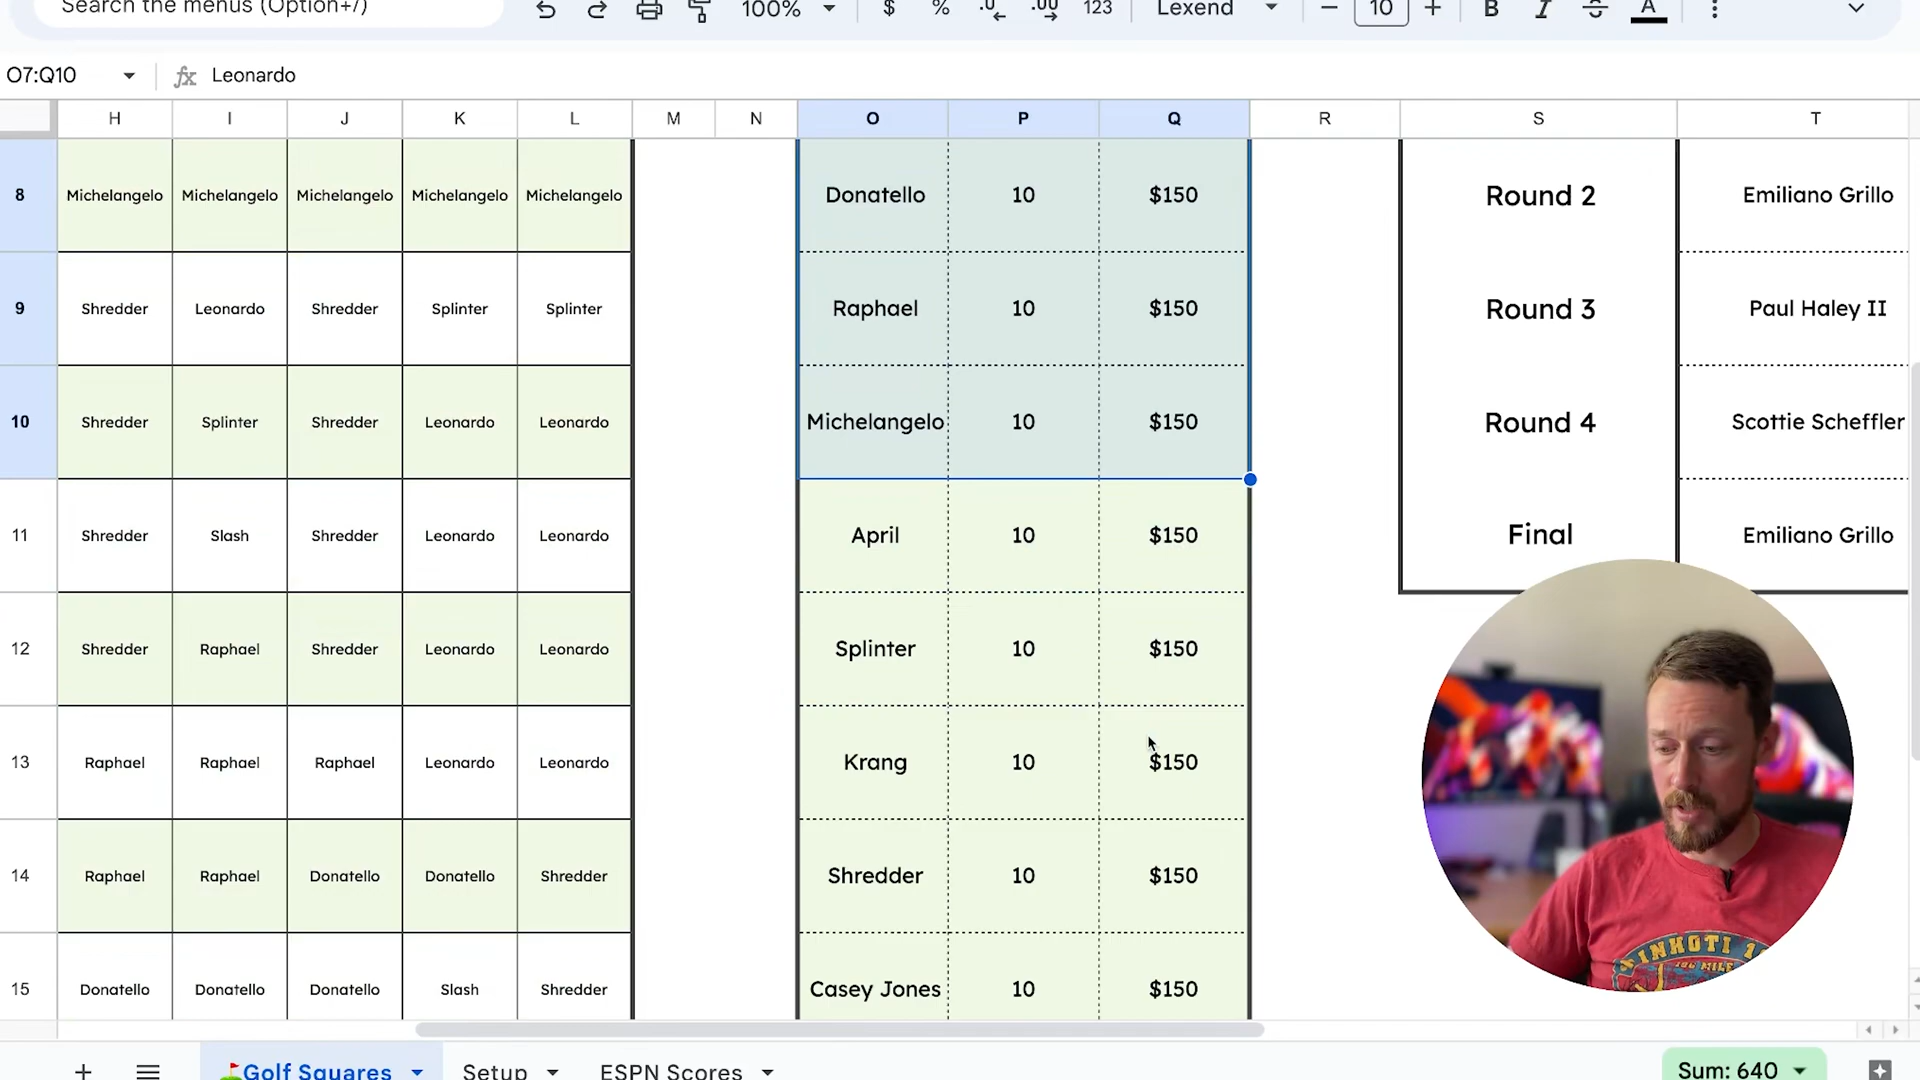 Search the menus (Option+/)
100%
$ % .0 .00 123 Lexend 10 B I S A
O7:Q10 fx Leonardo
H I J K L M N O P Q R S T
8 Michelangelo Michelangelo Michelangelo Michelangelo Michelangelo Donatello 10 $150 Round 2 Emiliano Grillo
9 Shredder Leonardo Shredder Splinter Splinter Raphael 10 $150 Round 3 Paul Haley II
10 Shredder Splinter Shredder Leonardo Leonardo Michelangelo 10 $150 Round 4 Scottie Scheffler
11 Shredder Slash Shredder Leonardo Leonardo April 10 $150 Final Emiliano Grillo
12 Shredder Raphael Shredder Leonardo Leonardo Splinter 10 $150
13 Raphael Raphael Raphael Leonardo Leonardo Krang 10 $150
14 Raphael Raphael Donatello Donatello Shredder Shredder 10 $150
15 Donatello Donatello Donatello Slash Shredder Casey Jones 10 $150
Golf Squares Setup ESPN Scores Sum: 640